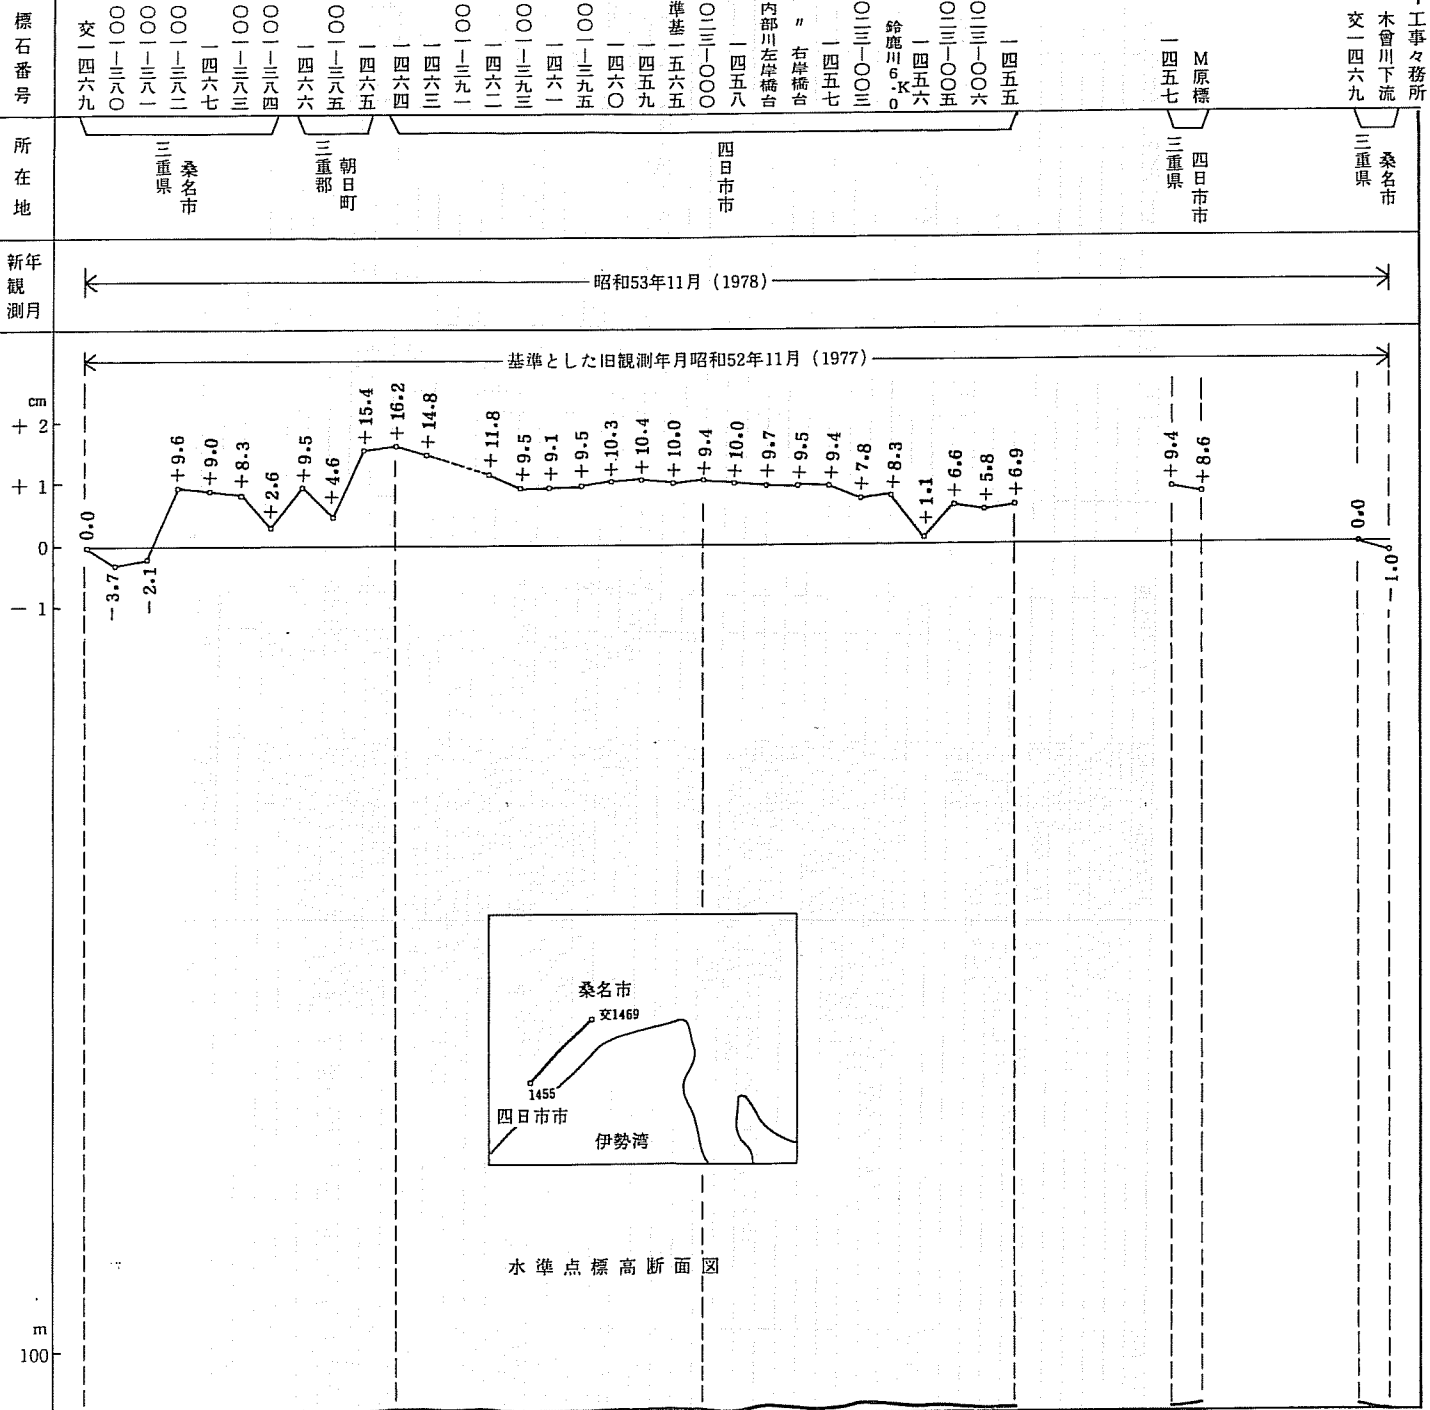 標石番号
交一四六九
〇〇一-三八〇
〇〇一-三八一
〇〇一-三八二
一四六七
〇〇一-三八三
〇〇一-三八四
一四六六
〇〇一-三八五
一四六五
一四六四
一四六三
〇〇一-三九一
一四六二
〇〇一-三九三
一四六一
〇〇一-三九五
一四六〇
一四五九
準基一五六五
〇二三-〇〇〇
一四五八
内部川左岸橋台
〃 右岸橋台
一四五七
〇二三-〇〇三
鈴鹿川6.K0
一四五六
〇二三-〇〇五
〇二三-〇〇六
一四五五
一四五七
M原標
交一四六九
木曾川下流
工事々務所
所在地
三重県
桑名市
三重郡
朝日町
四日市市
三重県
四日市市
三重県
桑名市
新観測
年月
昭和53年11月(1978)
基準とした旧観測年月昭和52年11月(1977)
cm
+ 2
+ 1
0
- 1
0.0
-3.7
-2.1
+9.6
+9.0
+8.3
+2.6
+9.5
+4.6
+15.4
+16.2
+14.8
+11.8
+9.5
+9.1
+9.5
+10.3
+10.4
+10.0
+9.4
+10.0
+9.7
+9.5
+9.4
+7.8
+8.3
+1.1
+6.6
+5.8
+6.9
+9.4
+8.6
0.0
1.0
桑名市
交1469
1455
四日市市
伊勢湾
水準点標高断面図
m
100